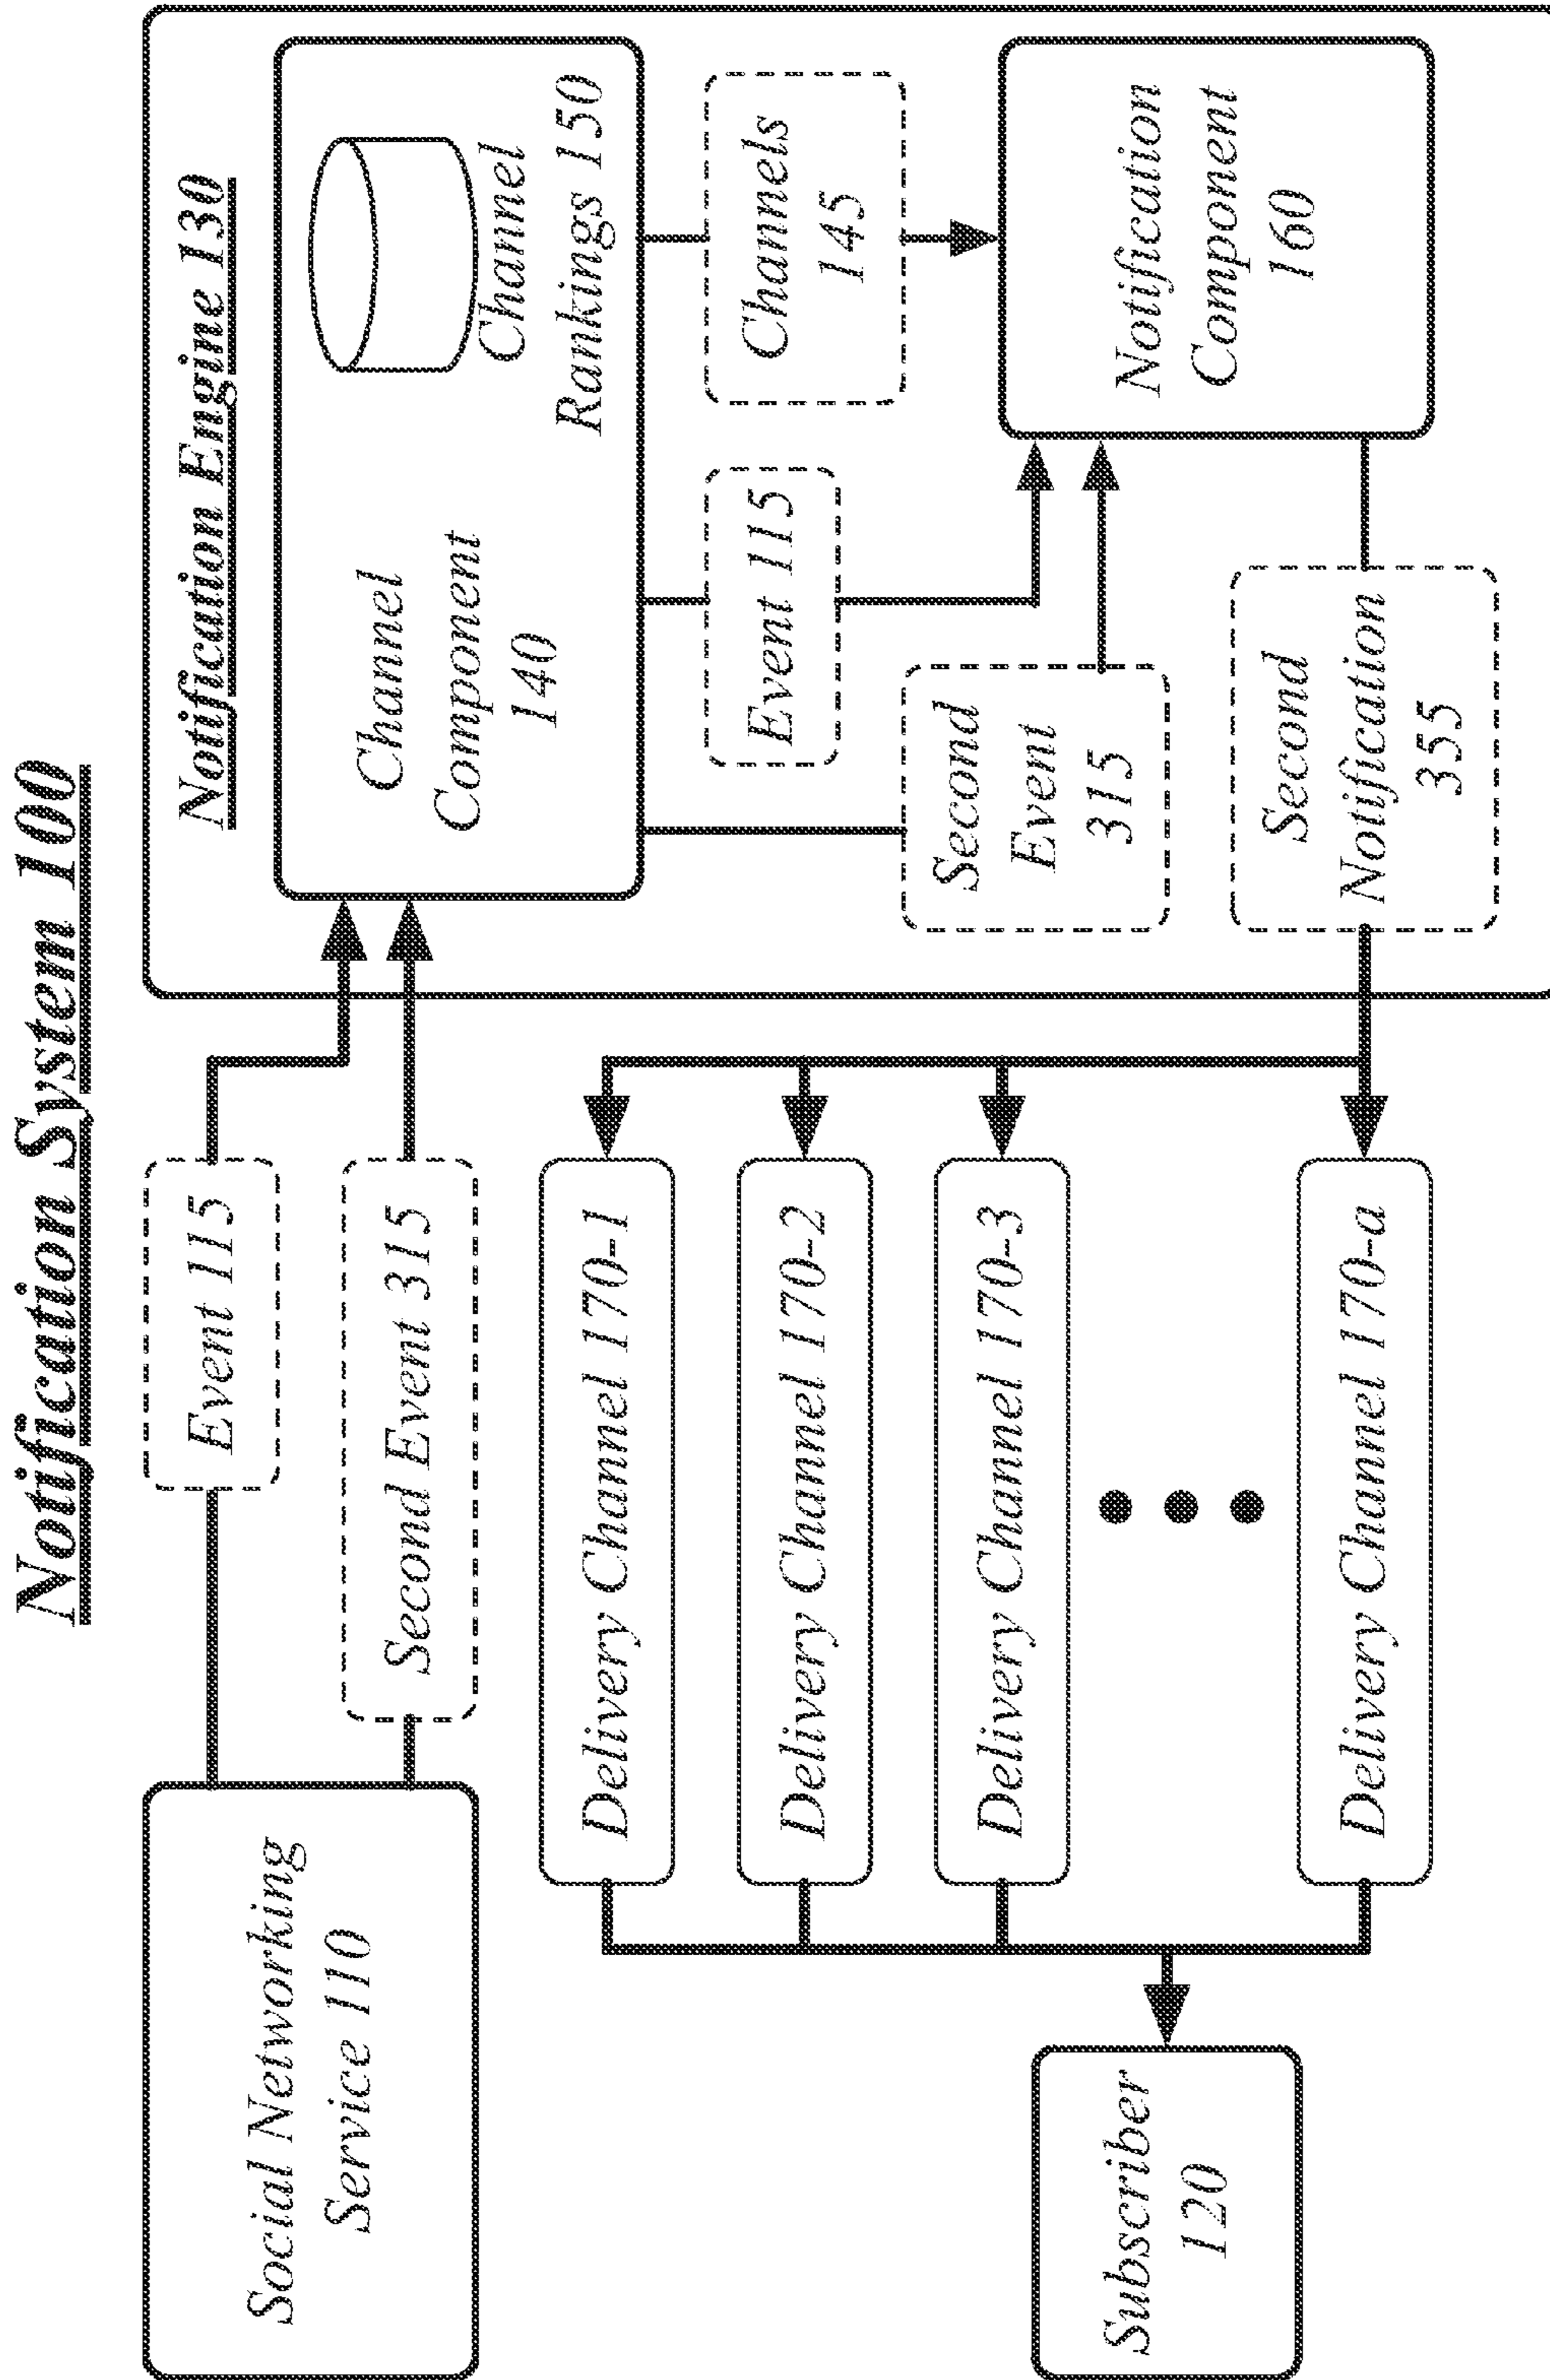 Notification System 100
Social Networking
Service 110
Event 115
Second Event 315
Notification Engine 130
Channel
Component
140
Channel
Rankings 150
Event 115
Channels
145
Second
Event
315
Notification
Component
160
Second
Notification
355
Delivery Channel 170-1
Delivery Channel 170-2
Delivery Channel 170-3
Delivery Channel 170-a
Subscriber
120